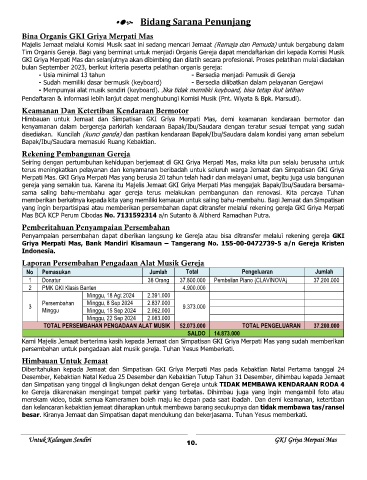 Bidang Sarana Penunjang
Bina Organis GKI Griya Merpati Mas
Majelis Jemaat melalui Komisi Musik saat ini sedang mencari Jemaat (Remaja dan Pemuda) untuk bergabung dalam
Tim Organis Gereja. Bagi yang berminat untuk menjadi Organis Gereja dapat mendaftarkan diri kepada Komisi Musik
GKI Griya Merpati Mas dan selanjutnya akan dibimbing dan dilatih secara profesional. Proses pelatihan mulai diadakan
bulan September 2023, berikut kriteria peserta pelatihan organis gereja:
- Usia minimal 13 tahun - Bersedia menjadi Pemusik di Gereja
- Sudah memiliki dasar bermusik (keyboard) - Bersedia dilibatkan dalam pelayanan Gerejawi
- Mempunyai alat musik sendiri (keyboard). Jika tidak memiliki keyboard, bisa tetap ikut latihan
Pendaftaran & informasi lebih lanjut dapat menghubungi Komisi Musik (Pnt. Wiyata & Bpk. Marsudi).
Keamanan Dan Ketertiban Kendaraan Bermotor
Himbauan untuk Jemaat dan Simpatisan GKI Griya Merpati Mas, demi keamanan kendaraan bermotor dan
kenyamanan dalam bergereja parkirlah kendaraan Bapak/Ibu/Saudara dengan teratur sesuai tempat yang sudah
disediakan. Kuncilah (kunci ganda) dan pastikan kendaraan Bapak/Ibu/Saudara dalam kondisi yang aman sebelum
Bapak/Ibu/Saudara memasuki Ruang Kebaktian.
Rekening Pembangunan Gereja
Seiring dengan pertumbuhan kehidupan berjemaat di GKI Griya Merpati Mas, maka kita pun selalu berusaha untuk
terus meningkatkan pelayanan dan kenyamanan beribadah untuk seluruh warga Jemaat dan Simpatisan GKI Griya
Merpati Mas. GKI Griya Merpati Mas yang berusia 20 tahun telah hadir dan melayani umat, begitu juga usia bangunan
gereja yang semakin tua. Karena itu Majelis Jemaat GKI Griya Merpati Mas mengajak Bapak/Ibu/Saudara bersama-
sama saling bahu-membahu agar gereja terus melakukan pembangunan dan renovasi. Kita percaya Tuhan
memberikan berkatnya kepada kita yang memiliki kemauan untuk saling bahu-membahu. Bagi Jemaat dan Simpatisan
yang ingin berpartisipasi atau memberikan persembahan dapat ditransfer melalui rekening gereja GKI Griya Merpati
Mas BCA KCP Perum Cibodas No. 7131592314 a/n Sutanto & Albherd Ramadhan Putra.
Pemberitahuan Penyampaian Persembahan
Penyampaian persembahan dapat diberikan langsung ke Gereja atau bisa ditransfer melalui rekening gereja GKI
Griya Merpati Mas, Bank Mandiri Kisamaun – Tangerang No. 155-00-0472739-5 a/n Gereja Kristen
Indonesia.
Laporan Persembahan Pengadaan Alat Musik Gereja
No Pemasukan Jumlah Total Pengeluaran Jumlah
1 Donatur 36 Orang 37.800.000 Pembelian Piano (CLAVINOVA) 37.200.000
2 PMK GKI Klasis Banten 4.900.000
3 Persembahan Minggu Minggu, 18 Agt 2024 2.391.000 9.373.000
Minggu, 8 Sep 2024 2.837.000
Minggu, 15 Sep 2024 2.062.000
Minggu, 22 Sep 2024 2.083.000
TOTAL PERSEMBAHAN PENGADAAN ALAT MUSIK 52.073.000 TOTAL PENGELUARAN 37.200.000
SALDO 14.873.000
Kami Majelis Jemaat berterima kasih kepada Jemaat dan Simpatisan GKI Griya Merpati Mas yang sudah memberikan
persembahan untuk pengadaan alat musik gereja. Tuhan Yesus Memberkati.
Himbauan Untuk Jemaat
Diberitahukan kepada Jemaat dan Simpatisan GKI Griya Merpati Mas pada Kebaktian Natal Pertama tanggal 24
Desember, Kebaktian Natal Kedua 25 Desember dan Kebaktian Tutup Tahun 31 Desember, dihimbau kepada Jemaat
dan Simpatisan yang tinggal di lingkungan dekat dengan Gereja untuk TIDAK MEMBAWA KENDARAAN RODA 4
ke Gereja dikarenakan mengingat tempat parkir yang terbatas. Dihimbau juga yang ingin mengambil foto atau
merekam video, tidak semua Kameramen boleh maju ke depan pada saat ibadah. Dan demi keamanan, ketertiban
dan kelancaran kebaktian jemaat diharapkan untuk membawa barang secukupnya dan tidak membawa tas/ransel
besar. Kiranya Jemaat dan Simpatisan dapat mendukung dan bekerjasama. Tuhan Yesus memberkati.
Untuk Kalangan Sendiri 10. GKI Griya Merpati Mas